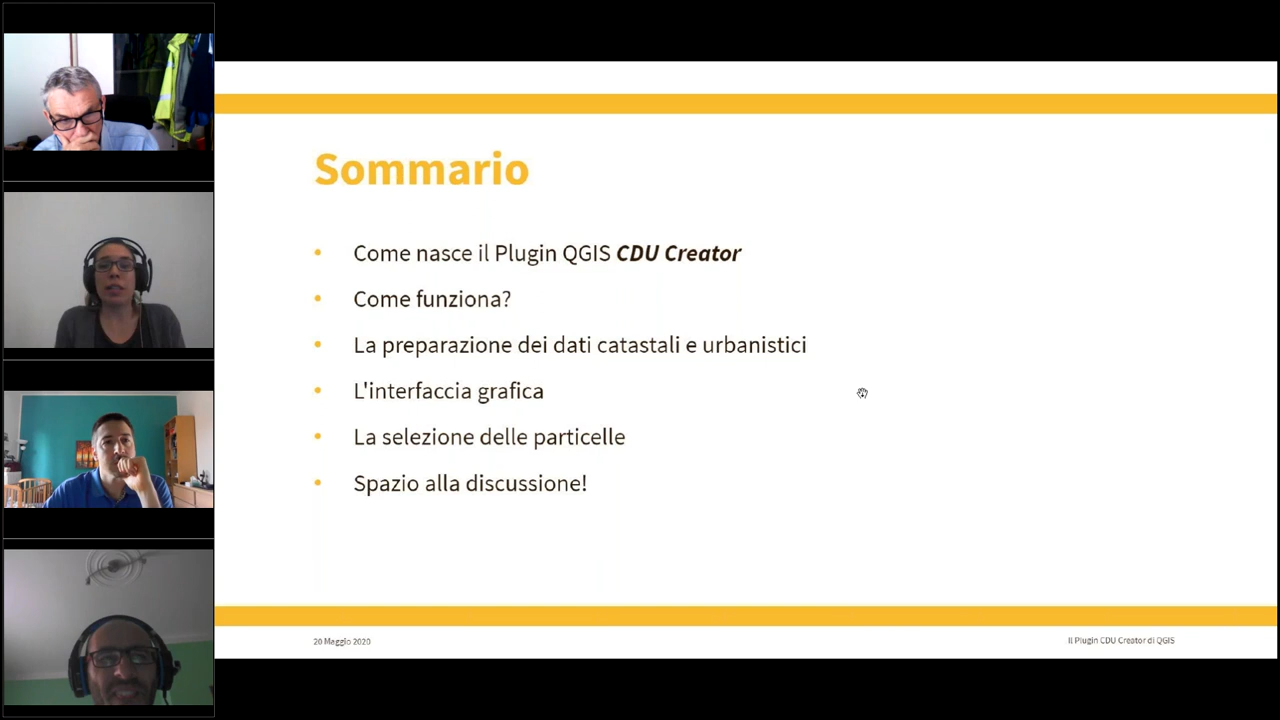 Sommario
• Come nasce il Plugin QGIS CDU Creator
• Come funziona?
• La preparazione dei dati catastali e urbanistici
• L'interfaccia grafica
• La selezione delle particelle
• Spazio alla discussione!
20 Maggio 2020
Il Plugin CDU Creator di QGIS